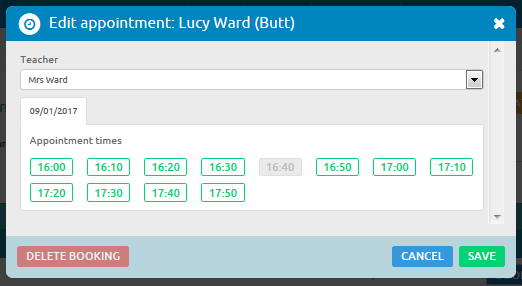 Edit appointment: Lucy Ward (Butt)
Teacher
Mrs Ward
09/01/2017
Appointment times
16:00 16:10 16:20 16:30 16:40 16:50 17:00 17:10
17:20 17:30 17:40 17:50
DELETE BOOKING CANCEL SAVE